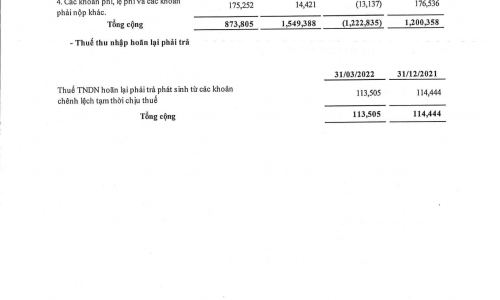 4. Các khoản phí, lệ phí và các khoản
phải nộp khác. 175,252 14,421 (13,137) 176,536
Tổng cộng 873,805 1,549,388 (1,222,835) 1,200,358
- Thuế thu nhập hoãn lại phải trả
31/03/2022 31/12/2021
Thuế TNDN hoãn lại phải trả phát sinh từ các khoản
chênh lệch tạm thời chịu thuế 113,505 114,444
Tổng cộng 113,505 114,444